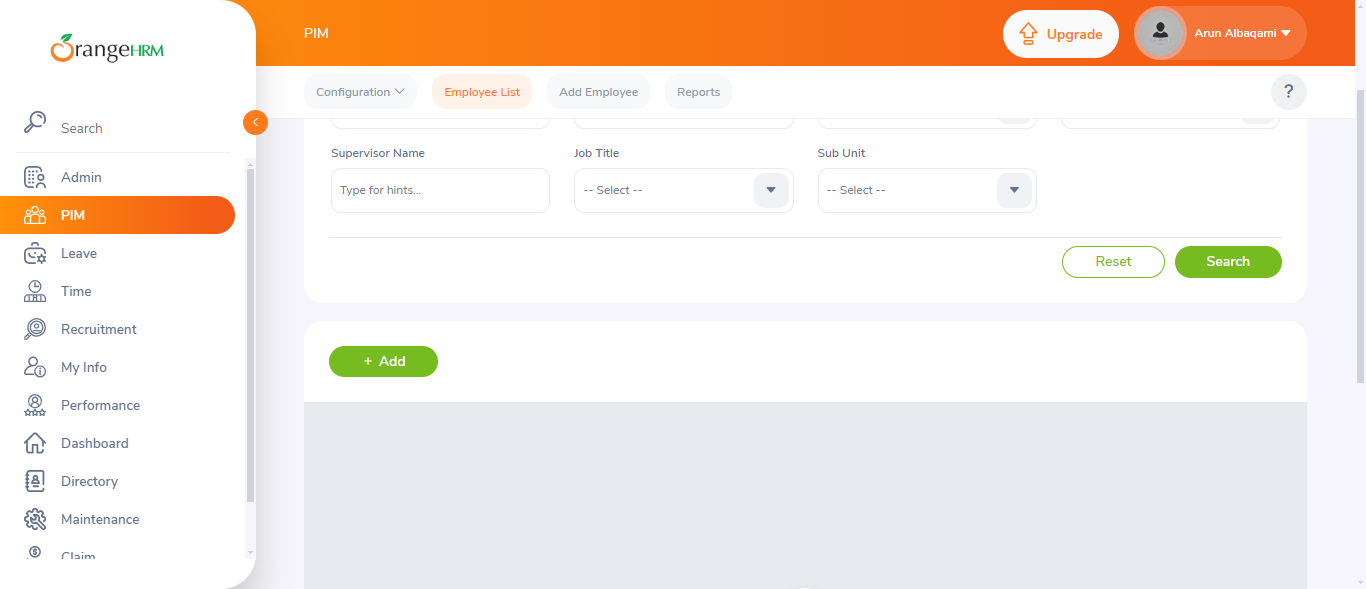 OrangeHRM
PIM
Upgrade
Arun Albaqami
Configuration
Employee List
Add Employee
Reports
?
Search
Admin
PIM
Leave
Time
Recruitment
My Info
Performance
Dashboard
Directory
Maintenance
Claim
Supervisor Name
Job Title
Sub Unit
Type for hints...
-- Select --
-- Select --
Reset
Search
+ Add